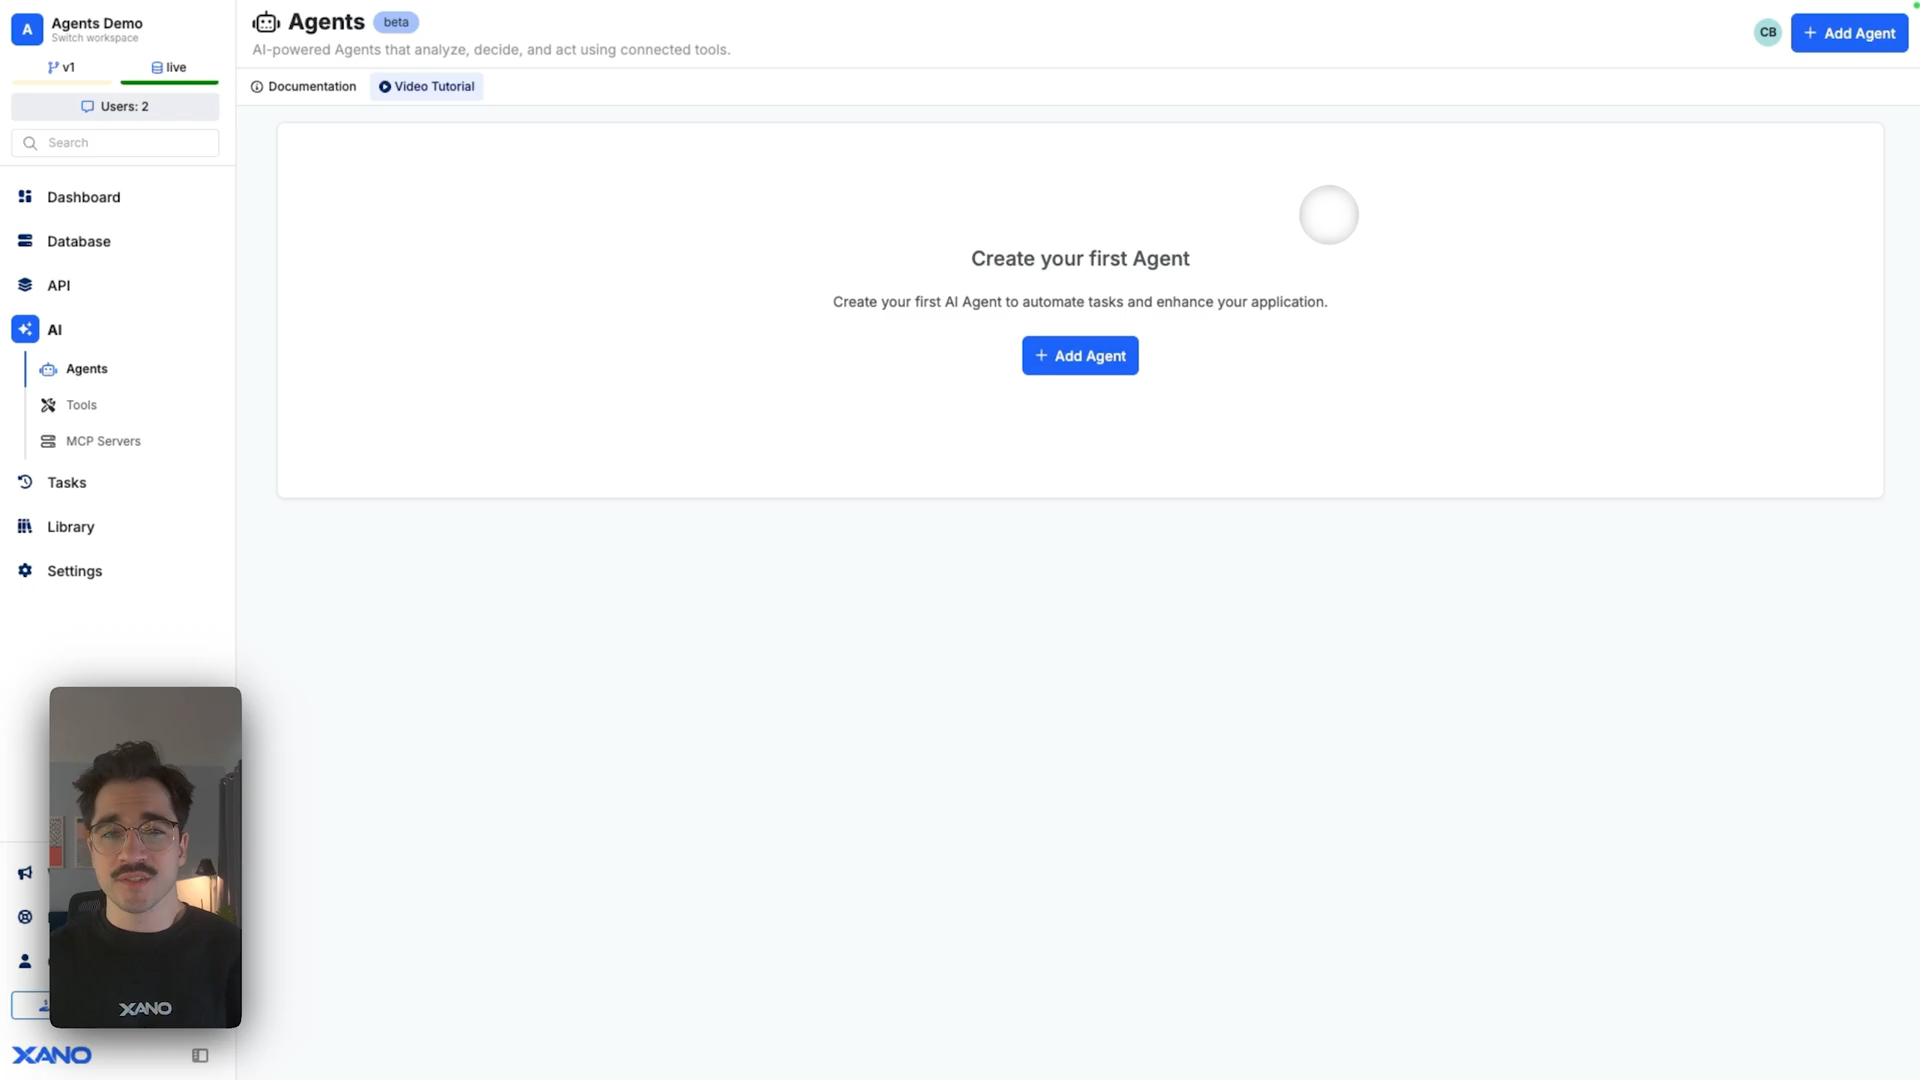 A
Agents Demo
Switch workspace
v1
live
Users: 2
Search
Dashboard
Database
API
AI
Agents
Tools
MCP Servers
Tasks
Library
Settings
XANO
XANO
Agents
beta
AI-powered Agents that analyze, decide, and act using connected tools.
CB
+ Add Agent
Documentation
Video Tutorial
Create your first Agent
Create your first AI Agent to automate tasks and enhance your application.
+ Add Agent